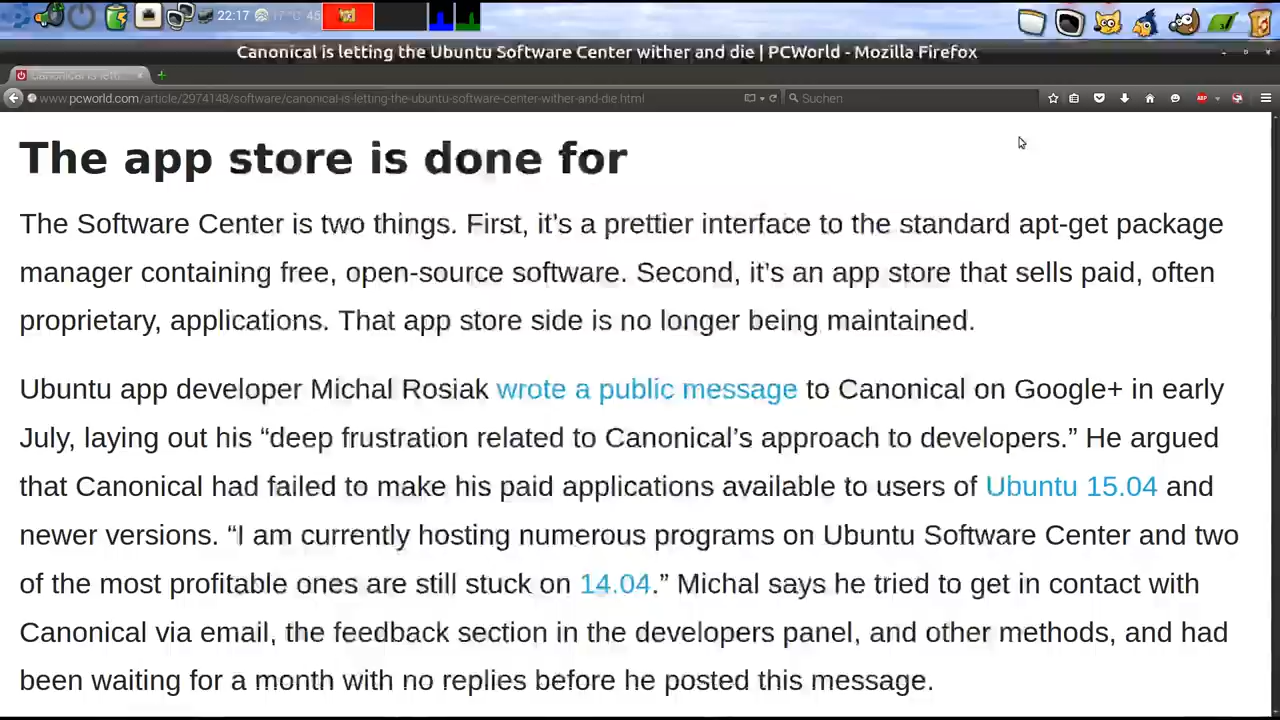 22:17 17°C 45
Canonical is letting the Ubuntu Software Center wither and die | PCWorld - Mozilla Firefox
Canonical is lett...
www.pcworld.com/article/2974148/software/canonical-is-letting-the-ubuntu-software-center-wither-and-die.html
Suchen
ABP
The app store is done for
The Software Center is two things. First, it’s a prettier interface to the standard apt-get package
manager containing free, open-source software. Second, it’s an app store that sells paid, often
proprietary, applications. That app store side is no longer being maintained.
Ubuntu app developer Michal Rosiak wrote a public message to Canonical on Google+ in early
July, laying out his “deep frustration related to Canonical’s approach to developers.” He argued
that Canonical had failed to make his paid applications available to users of Ubuntu 15.04 and
newer versions. “I am currently hosting numerous programs on Ubuntu Software Center and two
of the most profitable ones are still stuck on 14.04.” Michal says he tried to get in contact with
Canonical via email, the feedback section in the developers panel, and other methods, and had
been waiting for a month with no replies before he posted this message.